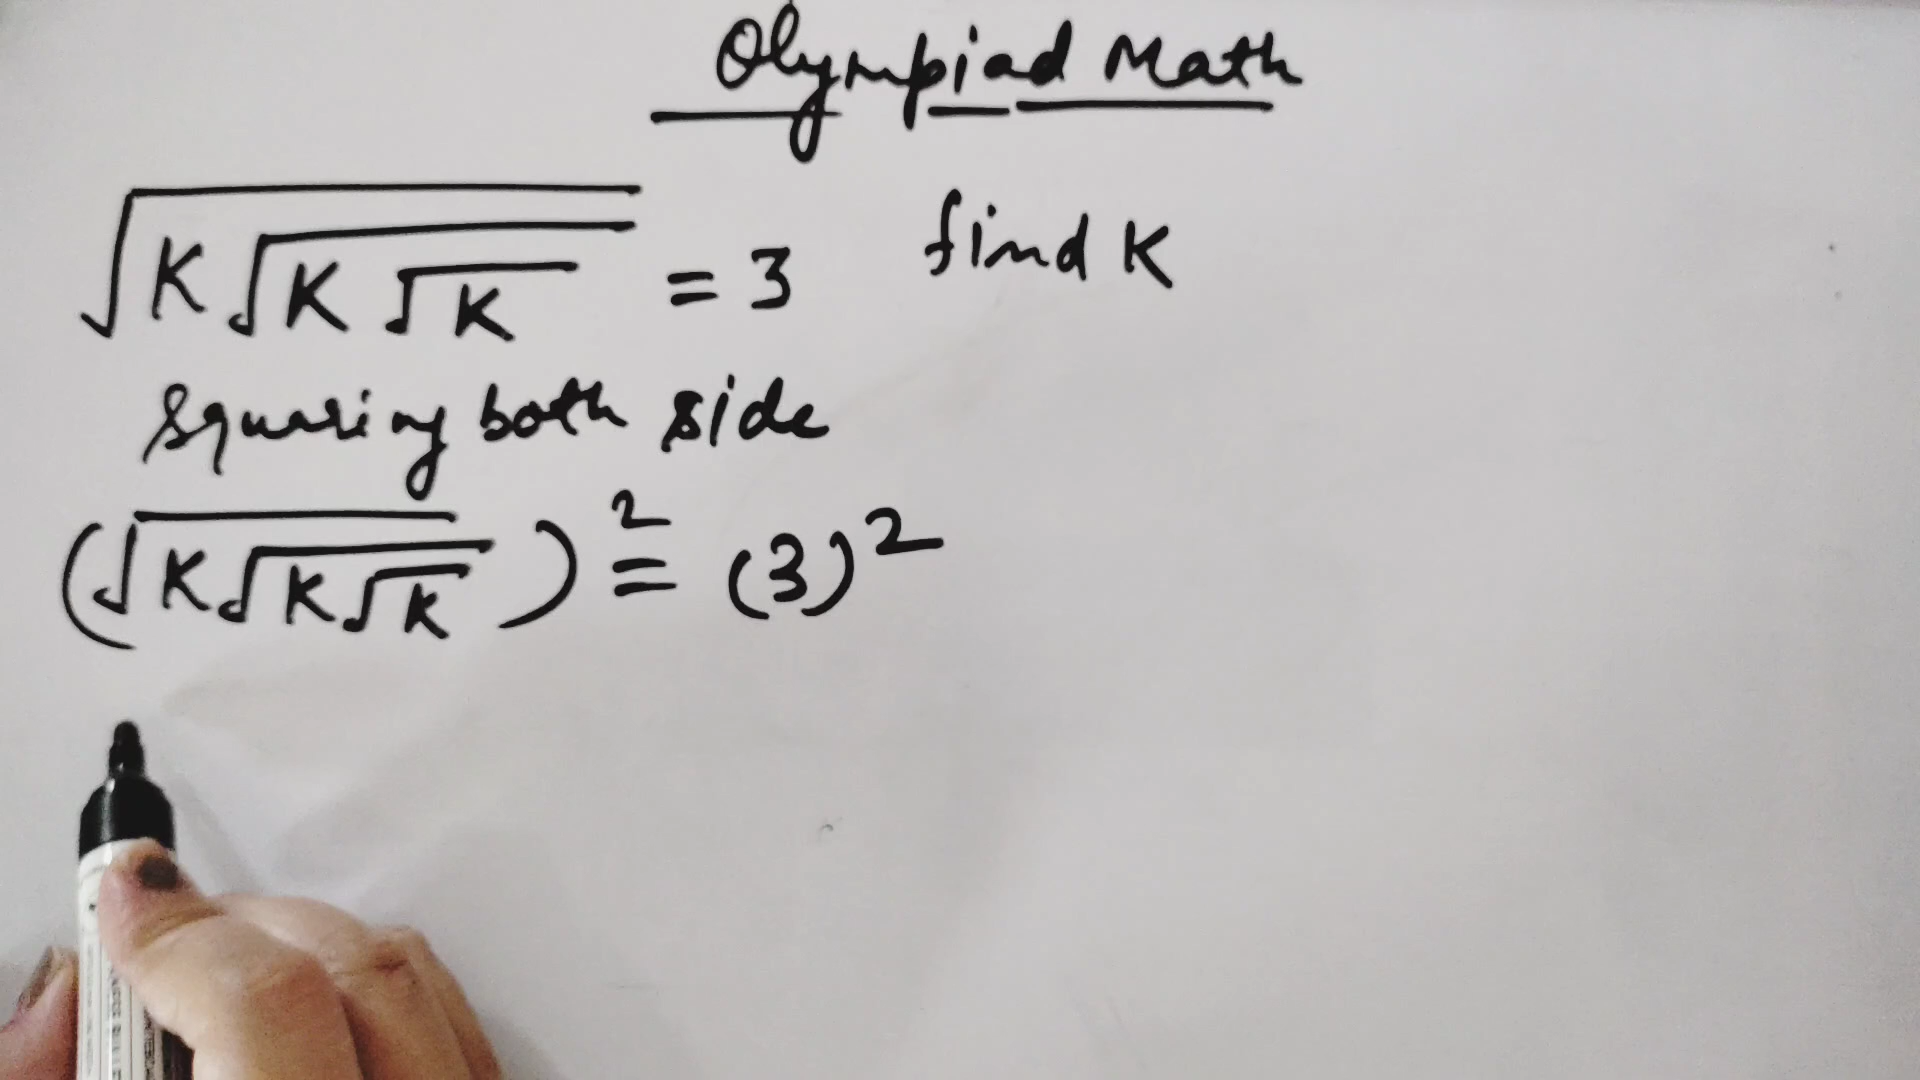 Olympiad Math
√(K√(K√K)) = 3 find K
Squaring both side
(√(K√(K√K)))² = (3)²